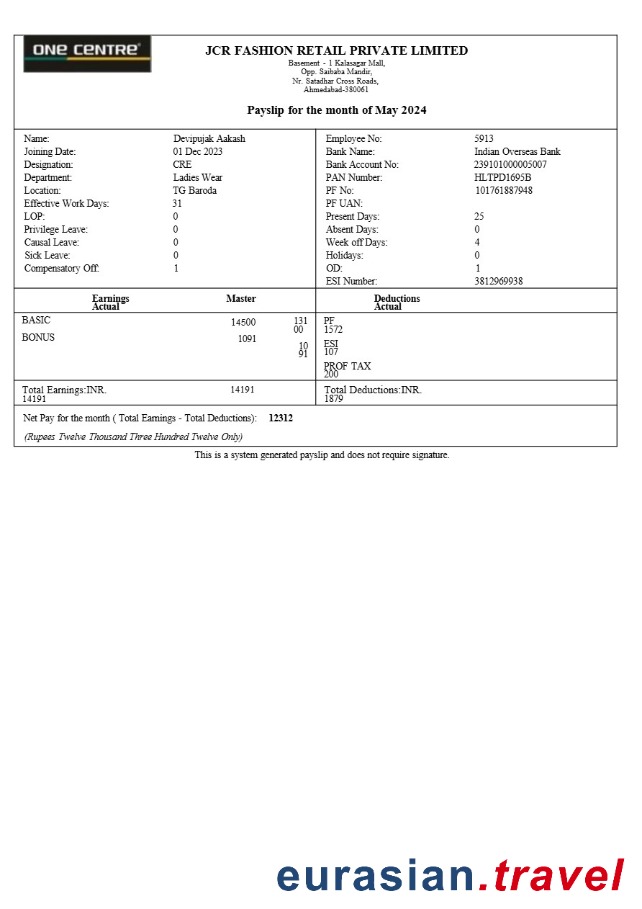 ONE CENTRE®
JCR FASHION RETAIL PRIVATE LIMITED
Basement - 1 Kalasagar Mall,
Opp. Saibaba Mandir,
Nr. Satadhar Cross Roads,
Ahmedabad-380061
Payslip for the month of May 2024
Name: Devipujak Aakash
Joining Date: 01 Dec 2023
Designation: CRE
Department: Ladies Wear
Location: TG Baroda
Effective Work Days: 31
LOP: 0
Privilege Leave: 0
Causal Leave: 0
Sick Leave: 0
Compensatory Off: 1
Employee No: 5913
Bank Name: Indian Overseas Bank
Bank Account No: 239101000005007
PAN Number: HLTPD1695B
PF No: 101761887948
PF UAN:
Present Days: 25
Absent Days: 0
Week off Days: 4
Holidays: 0
OD: 1
ESI Number: 3812969938
Earnings Master
Actual
BASIC 14500 131
00
BONUS 1091 10
91
Deductions
Actual
PF
1572
ESI
107
PROF TAX
200
Total Earnings:INR. 14191
14191
Total Deductions:INR.
1879
Net Pay for the month ( Total Earnings - Total Deductions): 12312
(Rupees Twelve Thousand Three Hundred Twelve Only)
This is a system generated payslip and does not require signature.
eurasian.travel